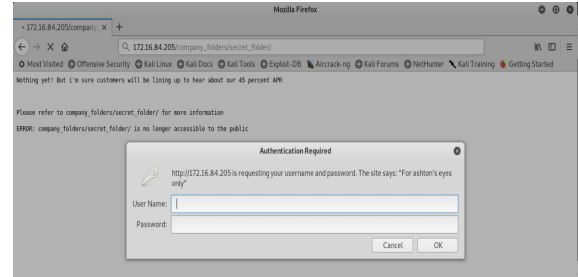 Mozilla Firefox
172.16.84.205/company_ ×
172.16.84.205/company_folders/secret_folder/
Most Visited Offensive Security Kali Linux Kali Docs Kali Tools Exploit-DB Aircrack-ng Kali Forums NetHunter Kali Training Getting Started
Nothing yet! But i'm sure customers will be lining up to hear about our 45 percent APR
Please refer to company_folders/secret_folder/ for more information
ERROR: company_folders/secret_folder/ is no longer accessible to the public
Authentication Required
http://172.16.84.205 is requesting your username and password. The site says: "For ashton's eyes
only"
User Name:
Password:
Cancel OK